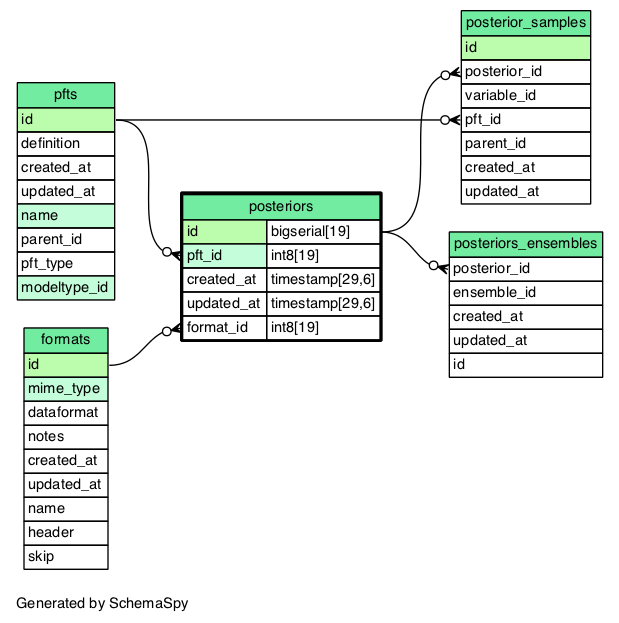 pfts
id
definition
created_at
updated_at
name
parent_id
pft_type
modeltype_id
formats
id
mime_type
dataformat
notes
created_at
updated_at
name
header
skip
posteriors
id bigserial[19]
pft_id int8[19]
created_at timestamp[29,6]
updated_at timestamp[29,6]
format_id int8[19]
posterior_samples
id
posterior_id
variable_id
pft_id
parent_id
created_at
updated_at
posteriors_ensembles
posterior_id
ensemble_id
created_at
updated_at
id
Generated by SchemaSpy